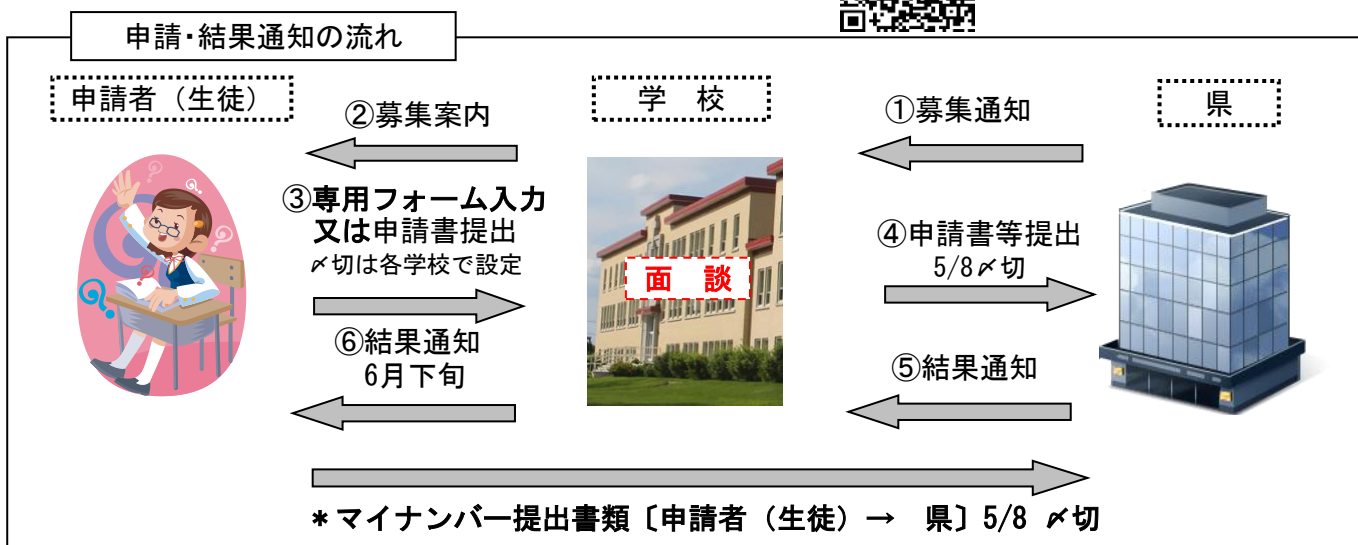 申請・結果通知の流れ
申請者（生徒）
学　校
県
②募集案内
①募集通知
③専用フォーム入力
又は申請書提出
〆切は各学校で設定
面　談
④申請書等提出
5/8〆切
⑥結果通知
6月下旬
⑤結果通知
＊マイナンバー提出書類〔申請者（生徒）→　県〕5/8 〆切